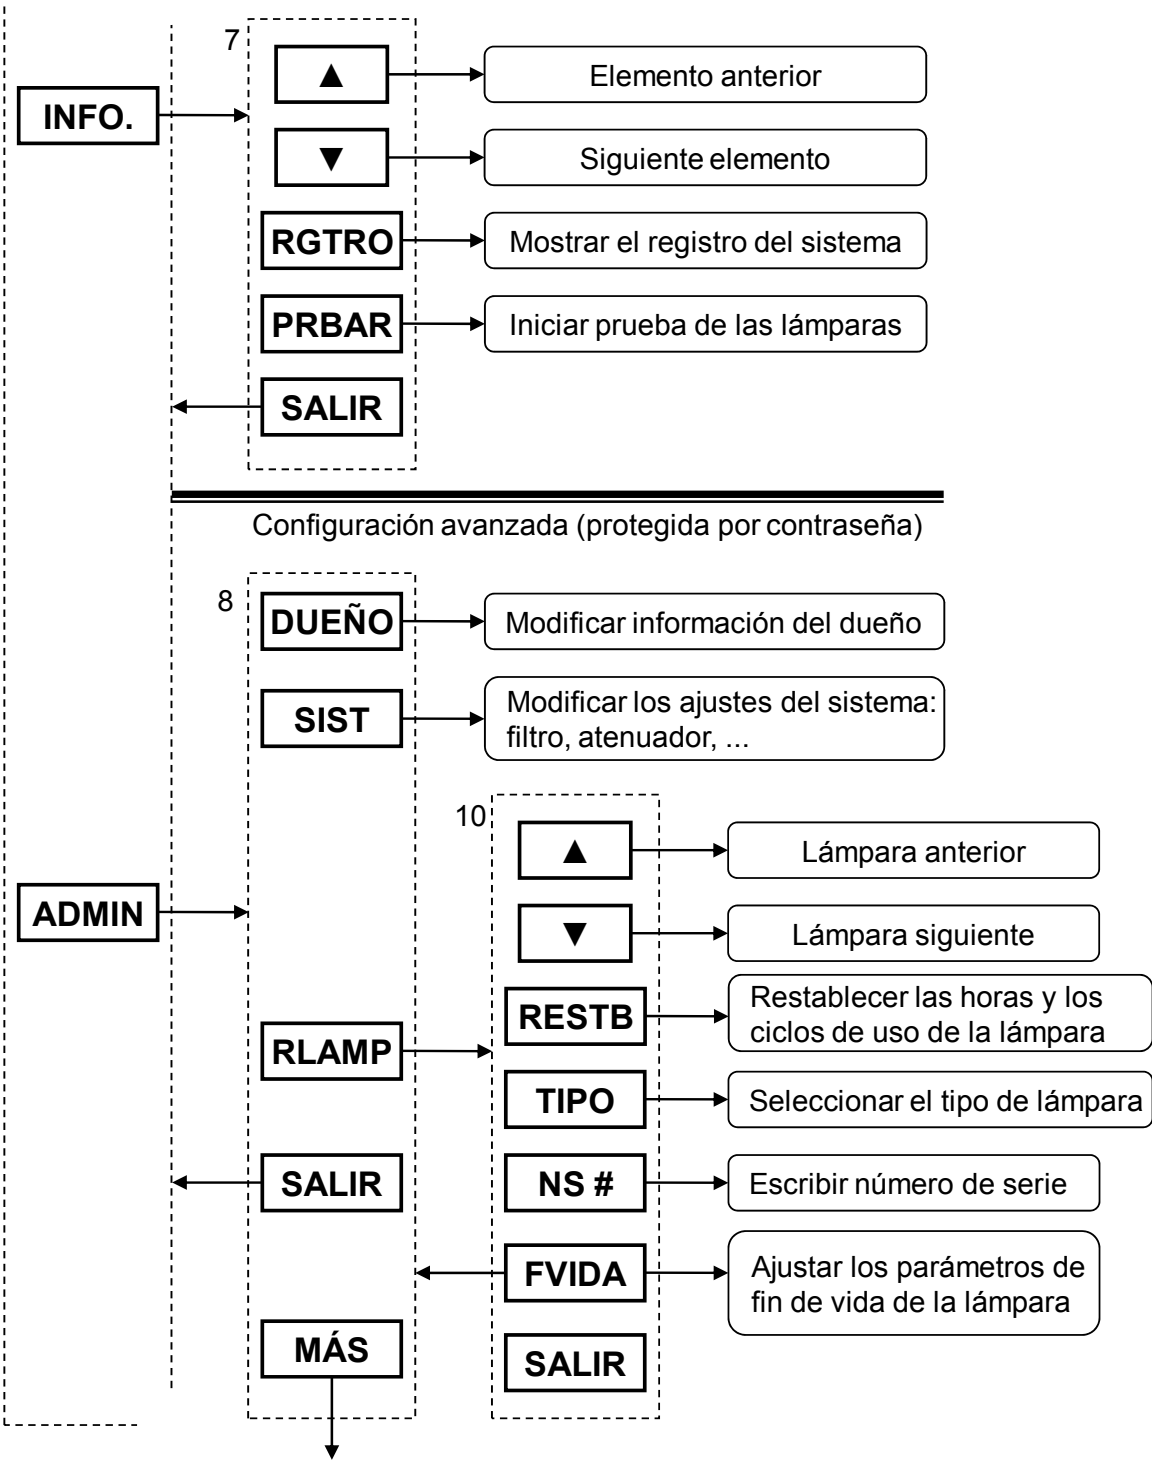 7
▲
Elemento anterior
INFO.
▼
Siguiente elemento
RGTRO
Mostrar el registro del sistema
PRBAR
Iniciar prueba de las lámparas
SALIR
Configuración avanzada (protegida por contraseña)
8
DUEÑO
Modificar información del dueño
SIST
Modificar los ajustes del sistema:
filtro, atenuador, ...
10
▲
Lámpara anterior
ADMIN
▼
Lámpara siguiente
RLAMP
RESTB
Restablecer las horas y los
ciclos de uso de la lámpara
TIPO
Seleccionar el tipo de lámpara
SALIR
NS #
Escribir número de serie
FVIDA
Ajustar los parámetros de
fin de vida de la lámpara
MÁS
SALIR